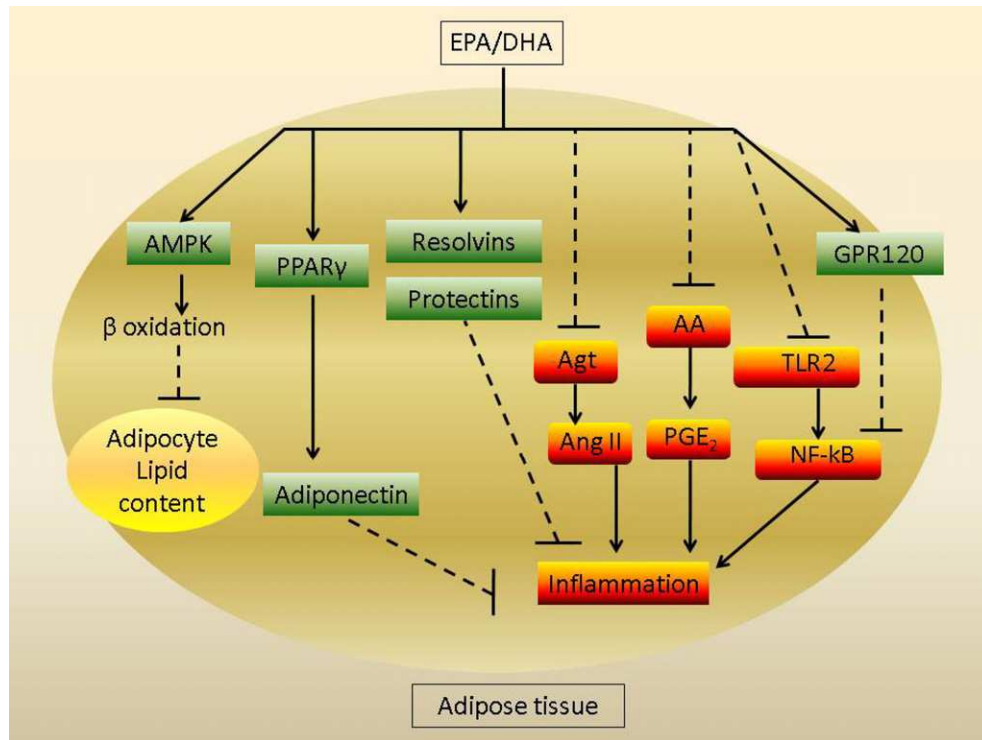 EPA/DHA
AMPK
PPARγ
Resolvins
GPR120
Protectins
β oxidation
Agt
AA
TLR2
Adipocyte
Lipid
content
Ang II
PGE₂
NF-kB
Adiponectin
Inflammation
Adipose tissue